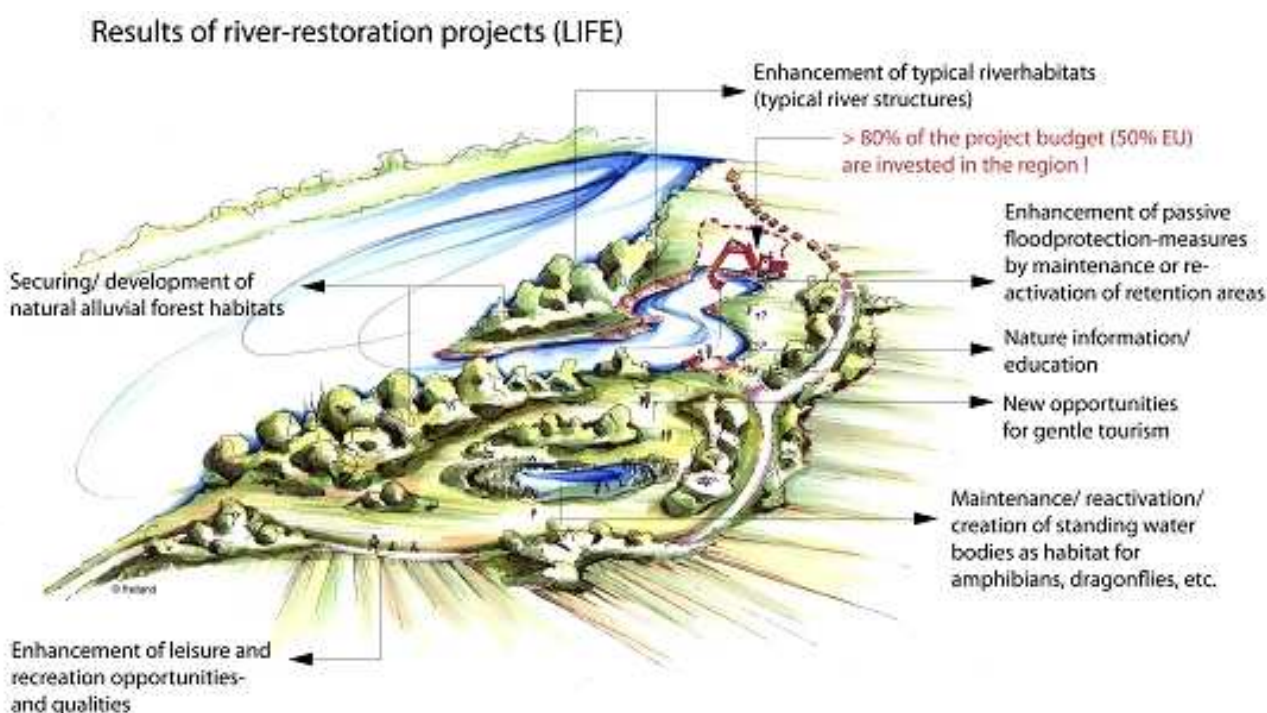 Results of river-restoration projects (LIFE)
Enhancement of typical riverhabitats
(typical river structures)
> 80% of the project budget (50% EU)
are invested in the region !
Enhancement of passive
floodprotection-measures
by maintenance or re-
activation of retention areas
Securing/ development of
natural alluvial forest habitats
Nature information/
education
New opportunities
for gentle tourism
Maintenance/ reactivation/
creation of standing water
bodies as habitat for
amphibians, dragonflies, etc.
© freiland
Enhancement of leisure and
recreation opportunities-
and qualities